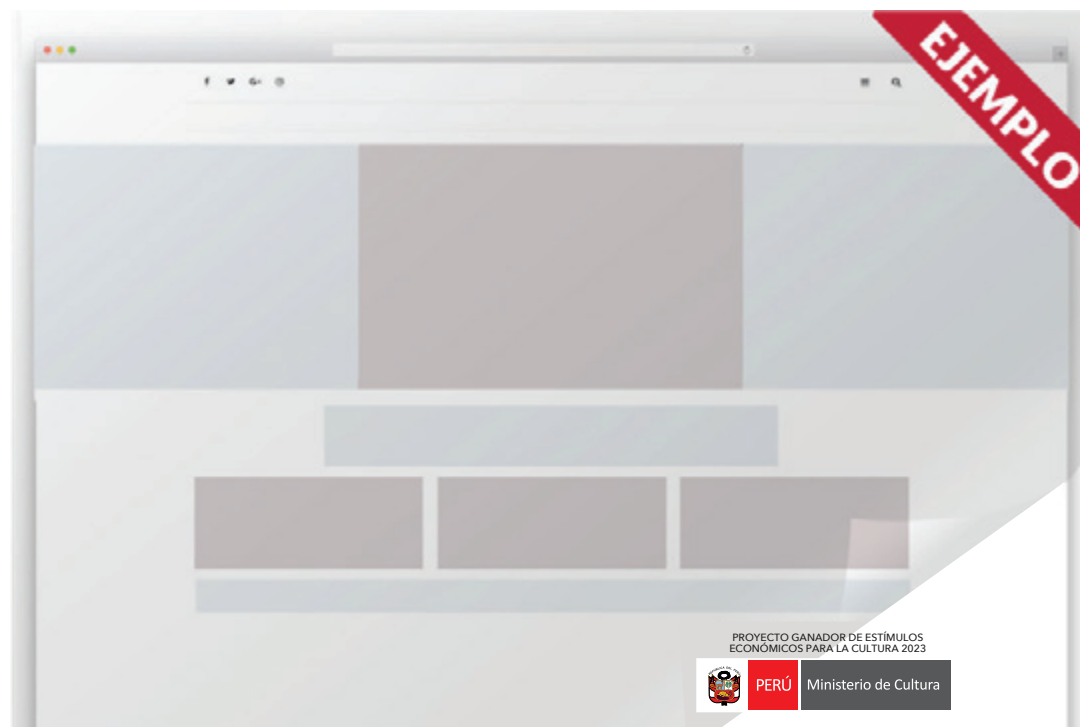 EJEMPLO
PROYECTO GANADOR DE ESTÍMULOS
ECONÓMICOS PARA LA CULTURA 2023
PERÚ
Ministerio de Cultura